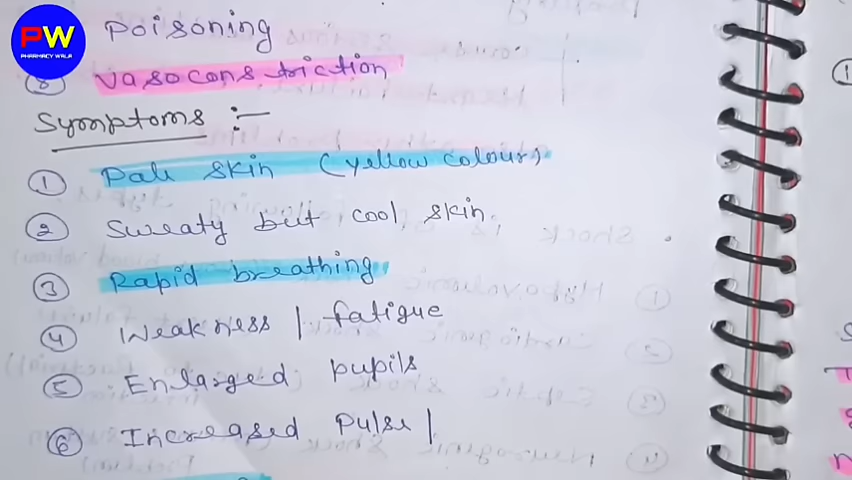 PW
PHARMACY WALA
Poisoning
⑧ Vasoconstriction
Symptoms :-
① Pale skin (yellow colour)
② Sweaty but cool skin
③ Rapid breathing
④ Weakness / fatigue
⑤ Enlarged pupils
⑥ Increased Pulse /